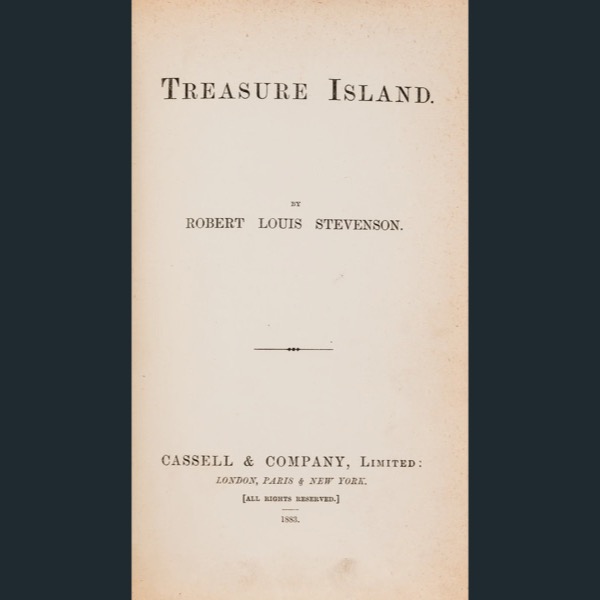 TREASURE ISLAND.
BY
ROBERT LOUIS STEVENSON.
CASSELL & COMPANY, LIMITED:
LONDON, PARIS & NEW YORK.
[ALL RIGHTS RESERVED.]
1883.